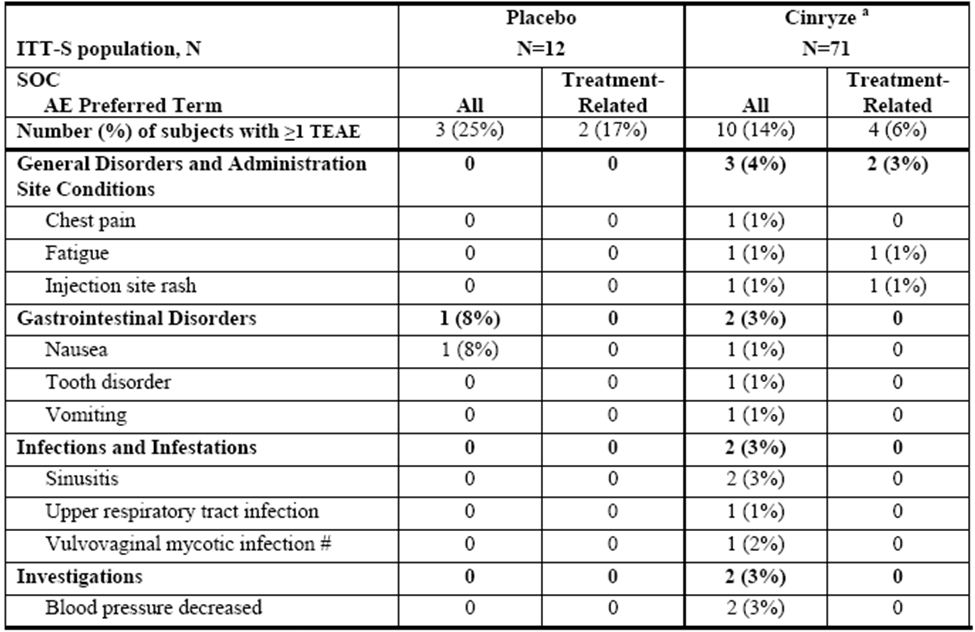 Placebo Cinryze a
ITT-S population, N N=12 N=71
SOC Treatment- Treatment-
AE Preferred Term All Related All Related
Number (%) of subjects with ≥1 TEAE 3 (25%) 2 (17%) 10 (14%) 4 (6%)
General Disorders and Administration 0 0 3 (4%) 2 (3%)
Site Conditions
Chest pain 0 0 1 (1%) 0
Fatigue 0 0 1 (1%) 1 (1%)
Injection site rash 0 0 1 (1%) 1 (1%)
Gastrointestinal Disorders 1 (8%) 0 2 (3%) 0
Nausea 1 (8%) 0 1 (1%) 0
Tooth disorder 0 0 1 (1%) 0
Vomiting 0 0 1 (1%) 0
Infections and Infestations 0 0 2 (3%) 0
Sinusitis 0 0 2 (3%) 0
Upper respiratory tract infection 0 0 1 (1%) 0
Vulvovaginal mycotic infection # 0 0 1 (2%) 0
Investigations 0 0 2 (3%) 0
Blood pressure decreased 0 0 2 (3%) 0